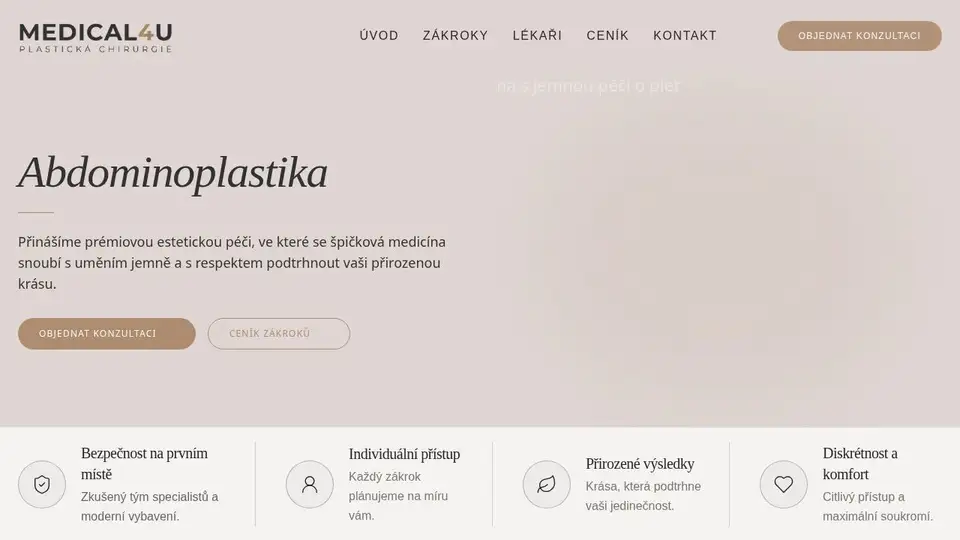 MEDICAL4U
PLASTICKÁ CHIRURGIE
ÚVOD
ZÁKROKY
LÉKAŘI
CENÍK
KONTAKT
OBJEDNAT KONZULTACI
na s jemnou péčí o pleť
Abdominoplastika
Přinášíme prémiovou estetickou péči, ve které se špičková medicína
snoubí s uměním jemně a s respektem podtrhnout vaši přirozenou
krásu.
OBJEDNAT KONZULTACI
CENÍK ZÁKROKŮ
Bezpečnost na prvním
místě
Zkušený tým specialistů a
moderní vybavení.
Individuální přístup
Každý zákrok
plánujeme na míru
vám.
Přirozené výsledky
Krása, která podtrhne
vaši jedinečnost.
Diskrétnost a
komfort
Citlivý přístup a
maximální soukromí.